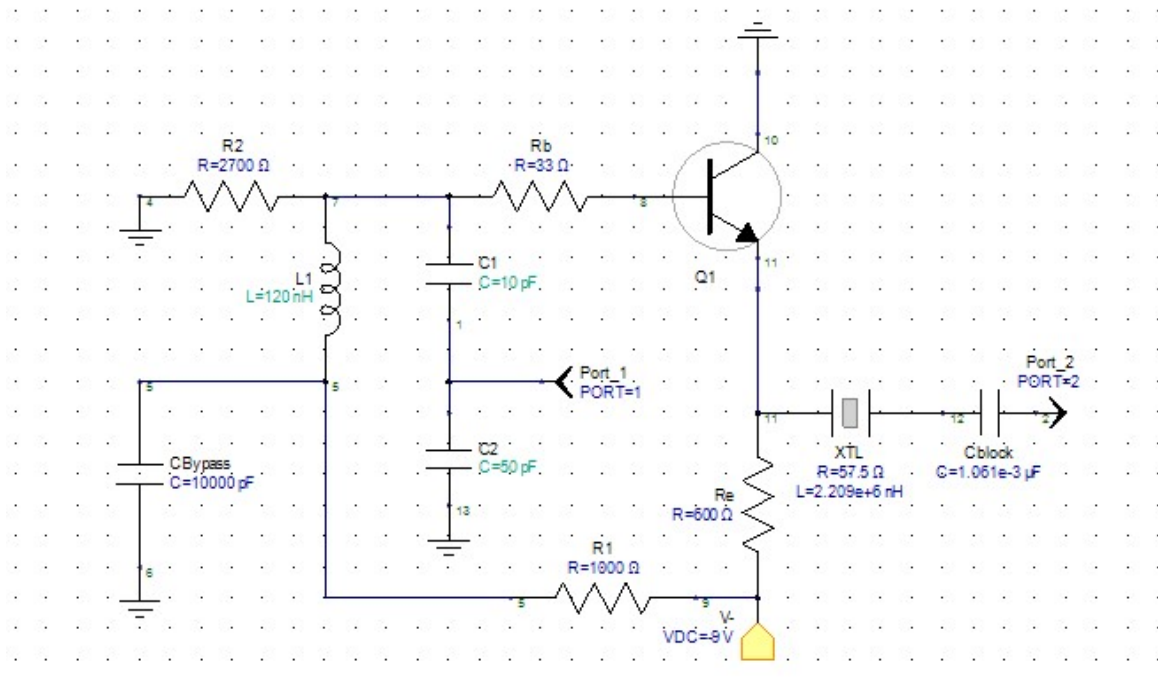 10
R2
R=2700 Ω
Rb
R=33 Ω
4
7
8
Q1
11
L1
L=120 nH
C1
C=10 pF
1
5
5
Port_1
PORT=1
Port_2
PORT=2
11
12
2
XTL
R=57.5 Ω
L=2.209e+6 nH
Cblock
C=1.061e-3 µF
CBypass
C=10000 pF
C2
C=50 pF
13
Re
R=600 Ω
6
R1
R=1000 Ω
5
9
V-
VDC=-9 V